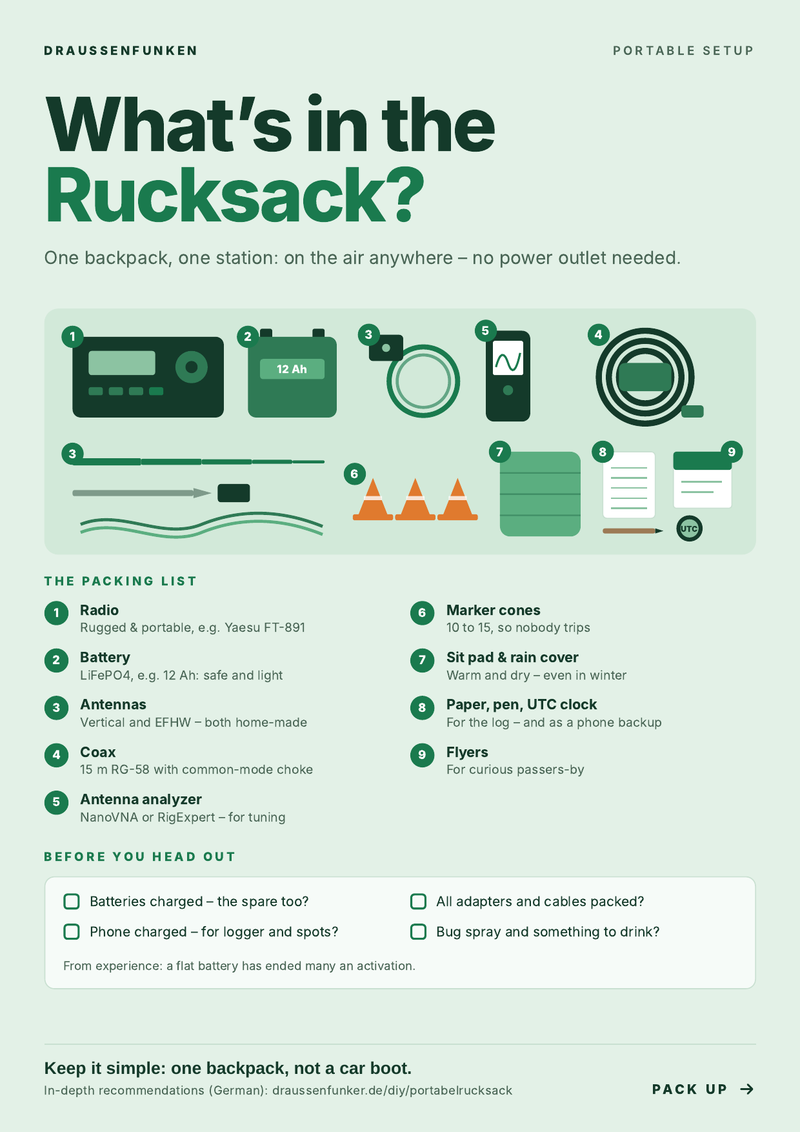 DRAUSSENFUNKEN
PORTABLE SETUP
What’s in the
Rucksack?
One backpack, one station: on the air anywhere – no power outlet needed.
1
2
12 Ah
3
5
4
3
6
7
8
9
UTC
THE PACKING LIST
1
Radio
Rugged & portable, e.g. Yaesu FT-891
2
Battery
LiFePO4, e.g. 12 Ah: safe and light
3
Antennas
Vertical and EFHW – both home-made
4
Coax
15 m RG-58 with common-mode choke
5
Antenna analyzer
NanoVNA or RigExpert – for tuning
6
Marker cones
10 to 15, so nobody trips
7
Sit pad & rain cover
Warm and dry – even in winter
8
Paper, pen, UTC clock
For the log – and as a phone backup
9
Flyers
For curious passers-by
BEFORE YOU HEAD OUT
Batteries charged – the spare too?
All adapters and cables packed?
Phone charged – for logger and spots?
Bug spray and something to drink?
From experience: a flat battery has ended many an activation.
Keep it simple: one backpack, not a car boot.
In-depth recommendations (German): draussenfunker.de/diy/portabelrucksack
PACK UP →